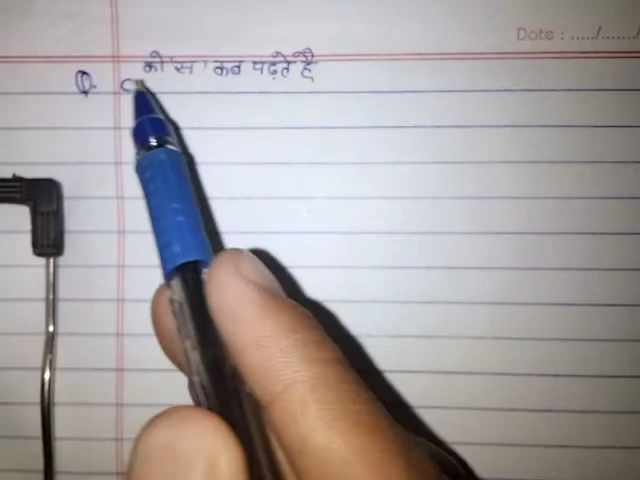 Date : ...../....../
Q. C को 'स' कब पढ़ते है